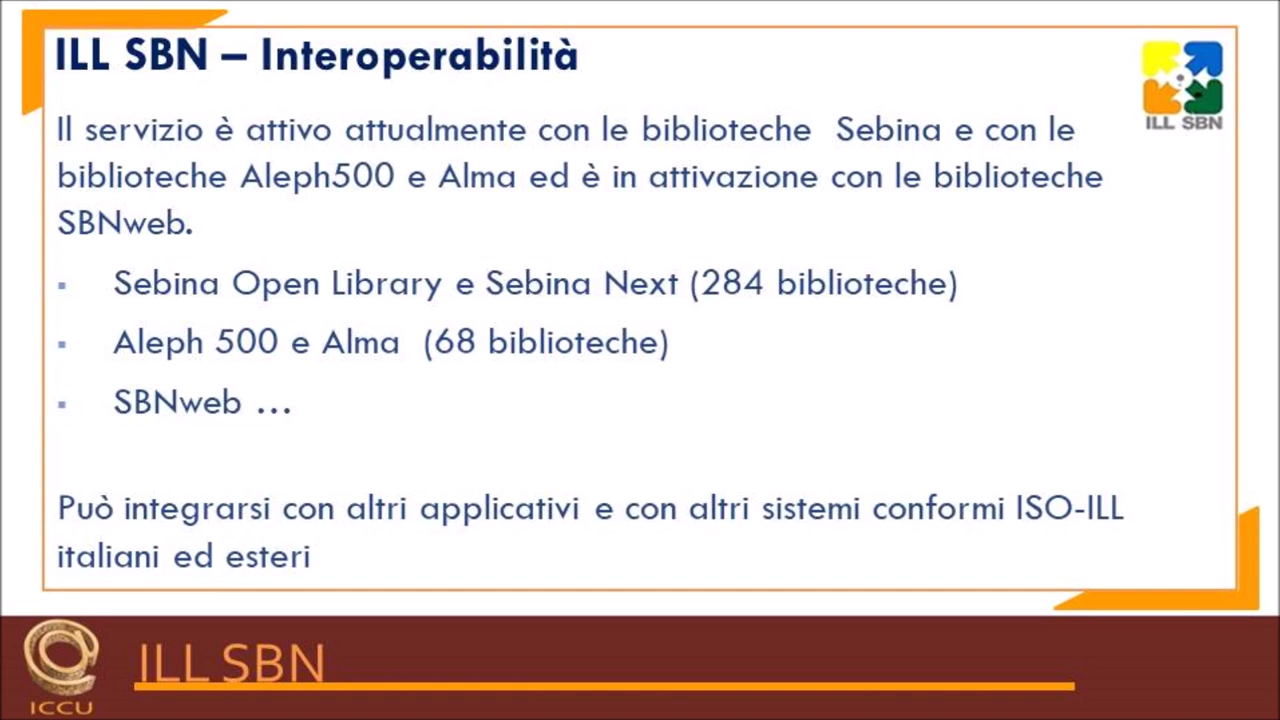 ILL SBN – Interoperabilità
ILL SBN
Il servizio è attivo attualmente con le biblioteche Sebina e con le
biblioteche Aleph500 e Alma ed è in attivazione con le biblioteche
SBNweb.
▪ Sebina Open Library e Sebina Next (284 biblioteche)
▪ Aleph 500 e Alma (68 biblioteche)
▪ SBNweb ...
Può integrarsi con altri applicativi e con altri sistemi conformi ISO-ILL
italiani ed esteri
ILL SBN
ICCU